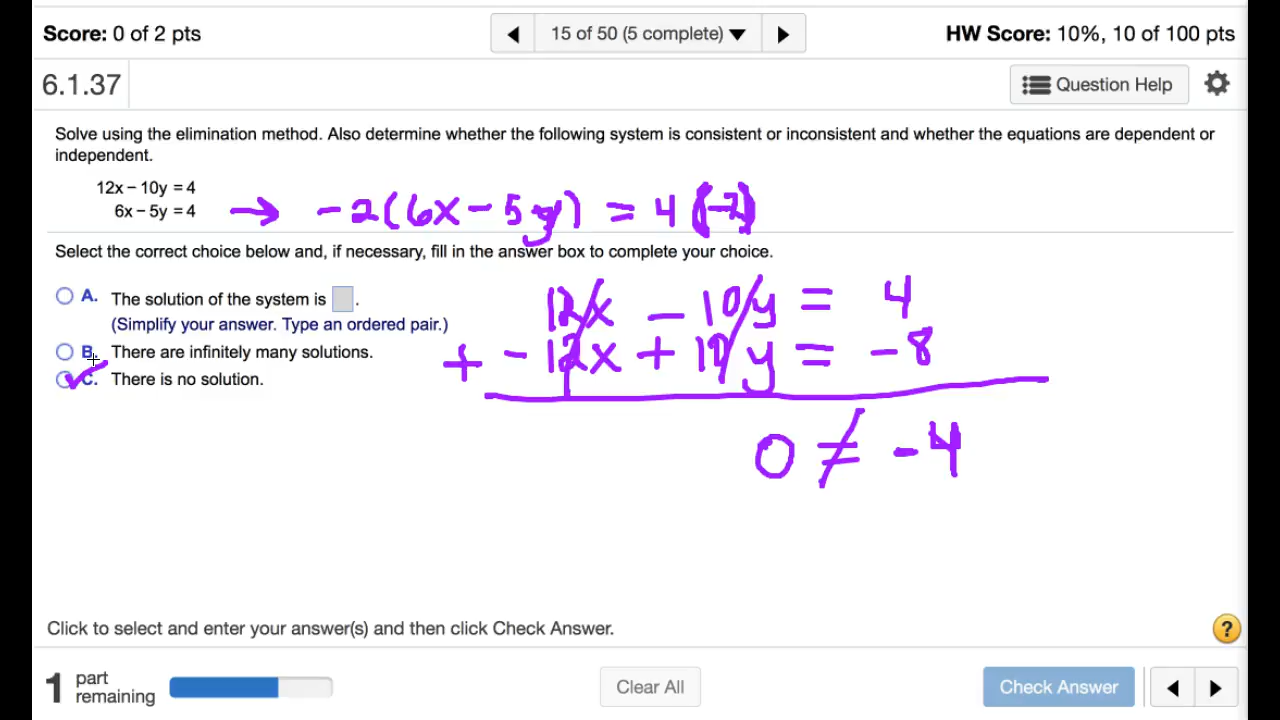 Score: 0 of 2 pts
15 of 50 (5 complete)
HW Score: 10%, 10 of 100 pts
6.1.37
Question Help
Solve using the elimination method. Also determine whether the following system is consistent or inconsistent and whether the equations are dependent or
independent.
12x − 10y = 4
6x − 5y = 4 → -2(6x - 5y) = 4(-2)
Select the correct choice below and, if necessary, fill in the answer box to complete your choice.
A. The solution of the system is .
(Simplify your answer. Type an ordered pair.)
B. There are infinitely many solutions.
C. There is no solution.
12x - 10y = 4
+ -12x + 10y = -8
0 ≠ -4
Click to select and enter your answer(s) and then click Check Answer.
?
1 part
remaining
Clear All
Check Answer